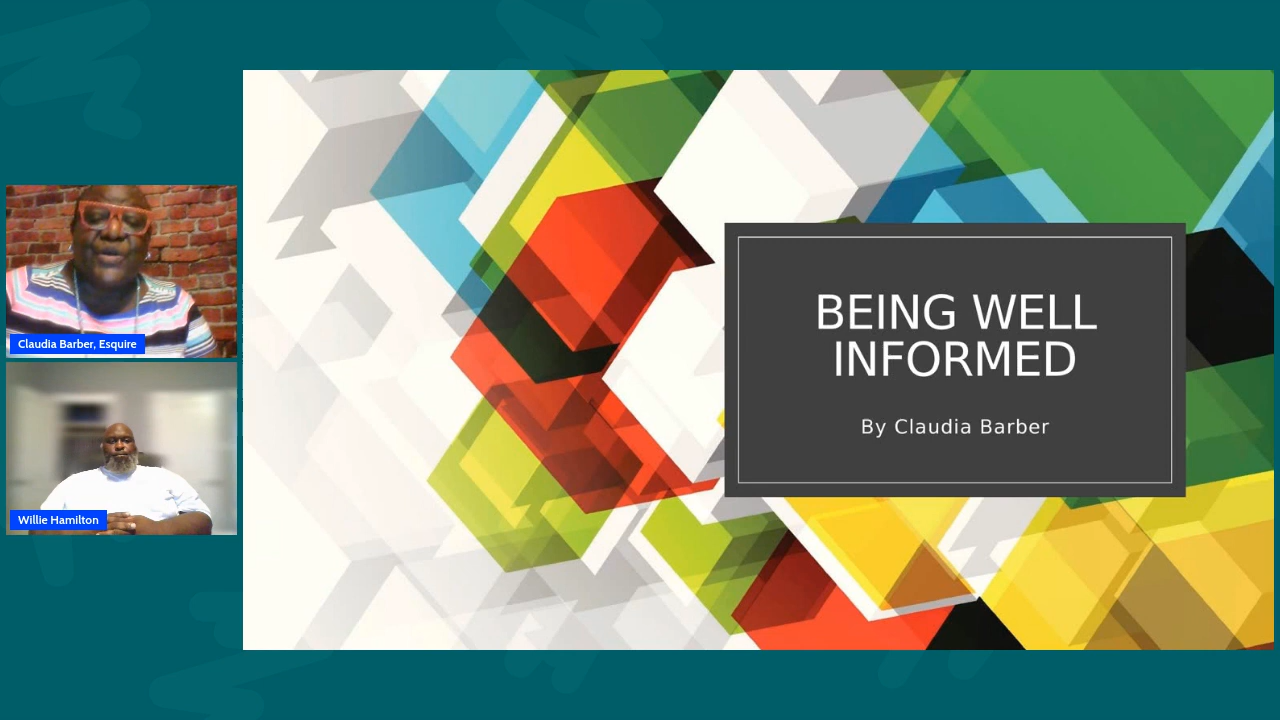 Claudia Barber, Esquire
Willie Hamilton
BEING WELL
INFORMED
By Claudia Barber